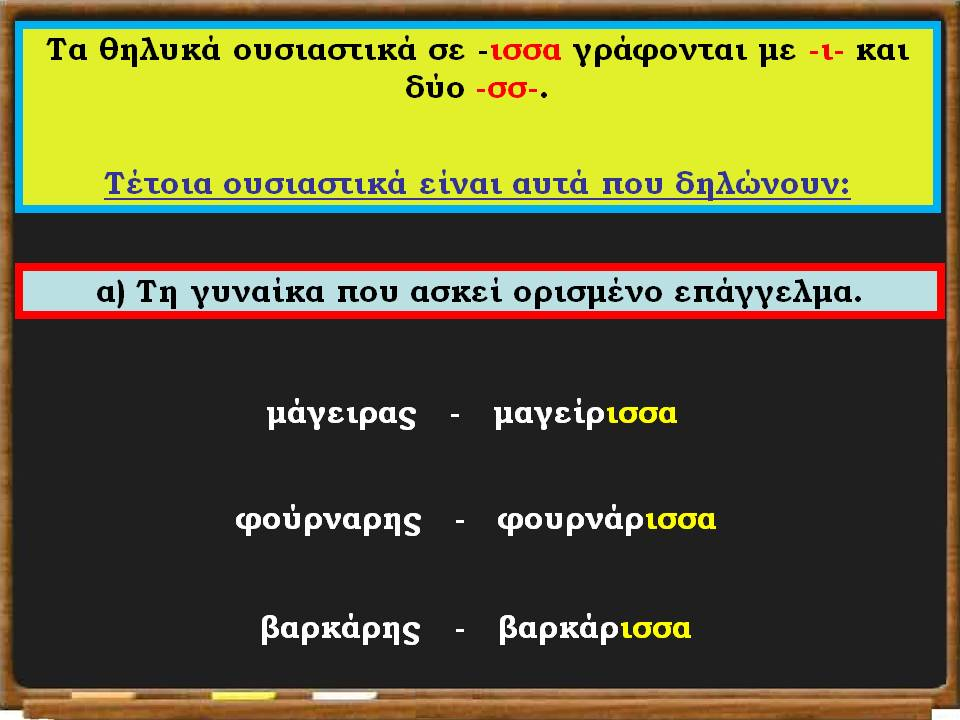 Τα θηλυκά ουσιαστικά σε -ισσα γράφονται με -ι- και
δύο -σσ-.
Τέτοια ουσιαστικά είναι αυτά που δηλώνουν:
α) Τη γυναίκα που ασκεί ορισμένο επάγγελμα.
μάγειρας - μαγείρισσα
φούρναρης - φουρνάρισσα
βαρκάρης - βαρκάρισσα